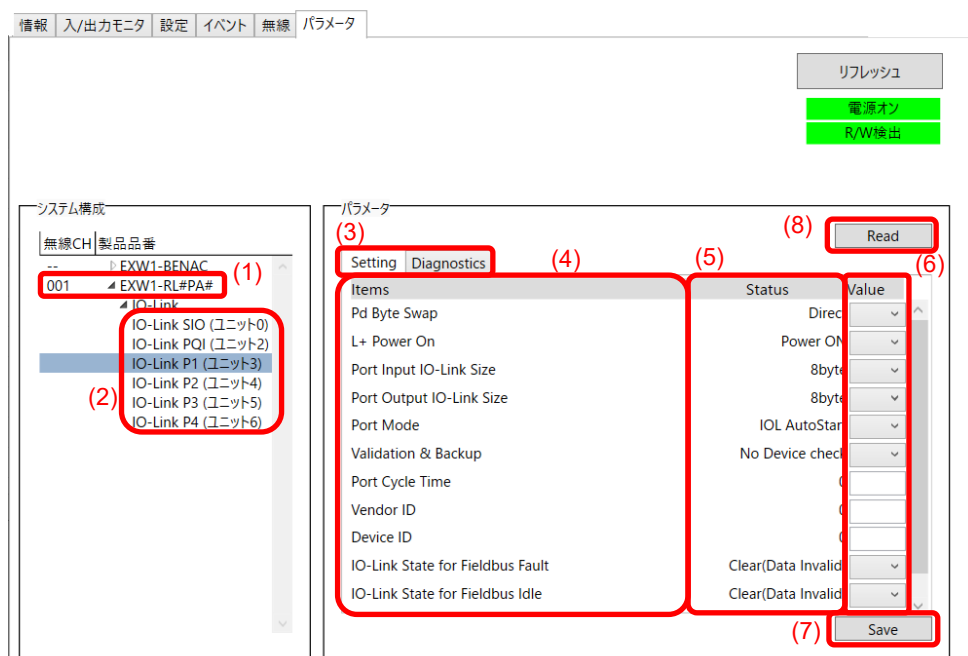 情報 入/出力モニタ 設定 イベント 無線 パラメータ
リフレッシュ
電源オン
R/W検出
システム構成
無線CH 製品品番
-- EXW1-BENAC
(1)
001 EXW1-RL#PA#
IO-Link
IO-Link SIO (ユニット0)
IO-Link PQI (ユニット2)
IO-Link P1 (ユニット3)
IO-Link P2 (ユニット4)
(2)
IO-Link P3 (ユニット5)
IO-Link P4 (ユニット6)
パラメータ
(8)
Read
(3)
Setting Diagnostics
(4)
(5)
(6)
Items Status Value
Pd Byte Swap Direc
L+ Power On Power ON
Port Input IO-Link Size 8byte
Port Output IO-Link Size 8byte
Port Mode IOL AutoStar
Validation & Backup No Device check
Port Cycle Time 0
Vendor ID 0
Device ID 0
IO-Link State for Fieldbus Fault Clear(Data Invalid
IO-Link State for Fieldbus Idle Clear(Data Invalid
(7)
Save